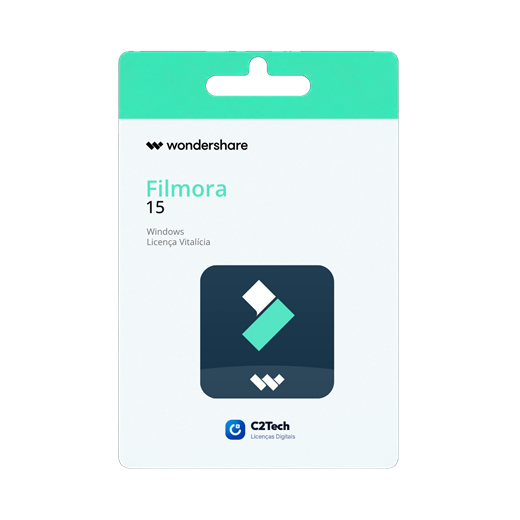 wondershare
Filmora
15
Windows
Licença Vitalícia
C2Tech
Licenças Digitais